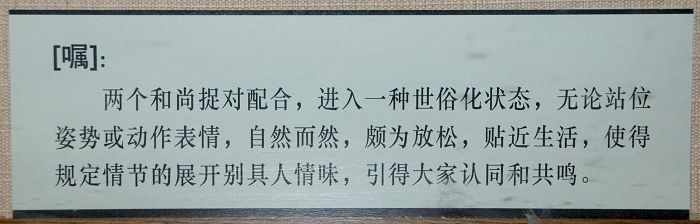 [嘱]：
两个和尚捉对配合，进入一种世俗化状态，无论站位
姿势或动作表情，自然而然，颇为放松，贴近生活，使得
规定情节的展开别具人情味，引得大家认同和共鸣。